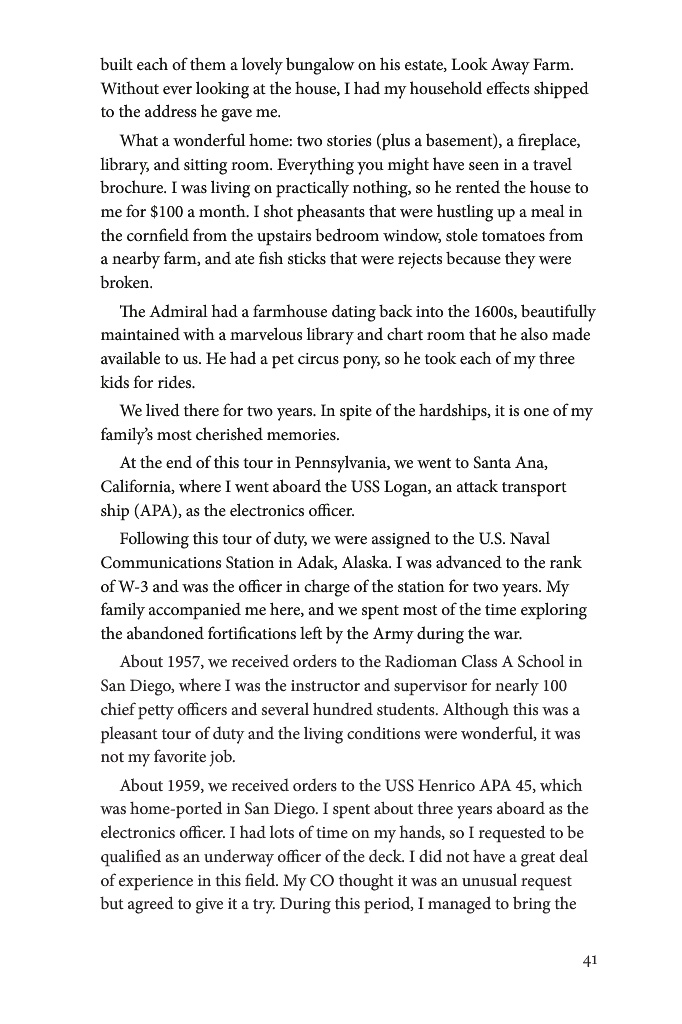 built each of them a lovely bungalow on his estate, Look Away Farm.
Without ever looking at the house, I had my household effects shipped
to the address he gave me.
What a wonderful home: two stories (plus a basement), a fireplace,
library, and sitting room. Everything you might have seen in a travel
brochure. I was living on practically nothing, so he rented the house to
me for $100 a month. I shot pheasants that were hustling up a meal in
the cornfield from the upstairs bedroom window, stole tomatoes from
a nearby farm, and ate fish sticks that were rejects because they were
broken.
The Admiral had a farmhouse dating back into the 1600s, beautifully
maintained with a marvelous library and chart room that he also made
available to us. He had a pet circus pony, so he took each of my three
kids for rides.
We lived there for two years. In spite of the hardships, it is one of my
family’s most cherished memories.
At the end of this tour in Pennsylvania, we went to Santa Ana,
California, where I went aboard the USS Logan, an attack transport
ship (APA), as the electronics officer.
Following this tour of duty, we were assigned to the U.S. Naval
Communications Station in Adak, Alaska. I was advanced to the rank
of W-3 and was the officer in charge of the station for two years. My
family accompanied me here, and we spent most of the time exploring
the abandoned fortifications left by the Army during the war.
About 1957, we received orders to the Radioman Class A School in
San Diego, where I was the instructor and supervisor for nearly 100
chief petty officers and several hundred students. Although this was a
pleasant tour of duty and the living conditions were wonderful, it was
not my favorite job.
About 1959, we received orders to the USS Henrico APA 45, which
was home-ported in San Diego. I spent about three years aboard as the
electronics officer. I had lots of time on my hands, so I requested to be
qualified as an underway officer of the deck. I did not have a great deal
of experience in this field. My CO thought it was an unusual request
but agreed to give it a try. During this period, I managed to bring the
41